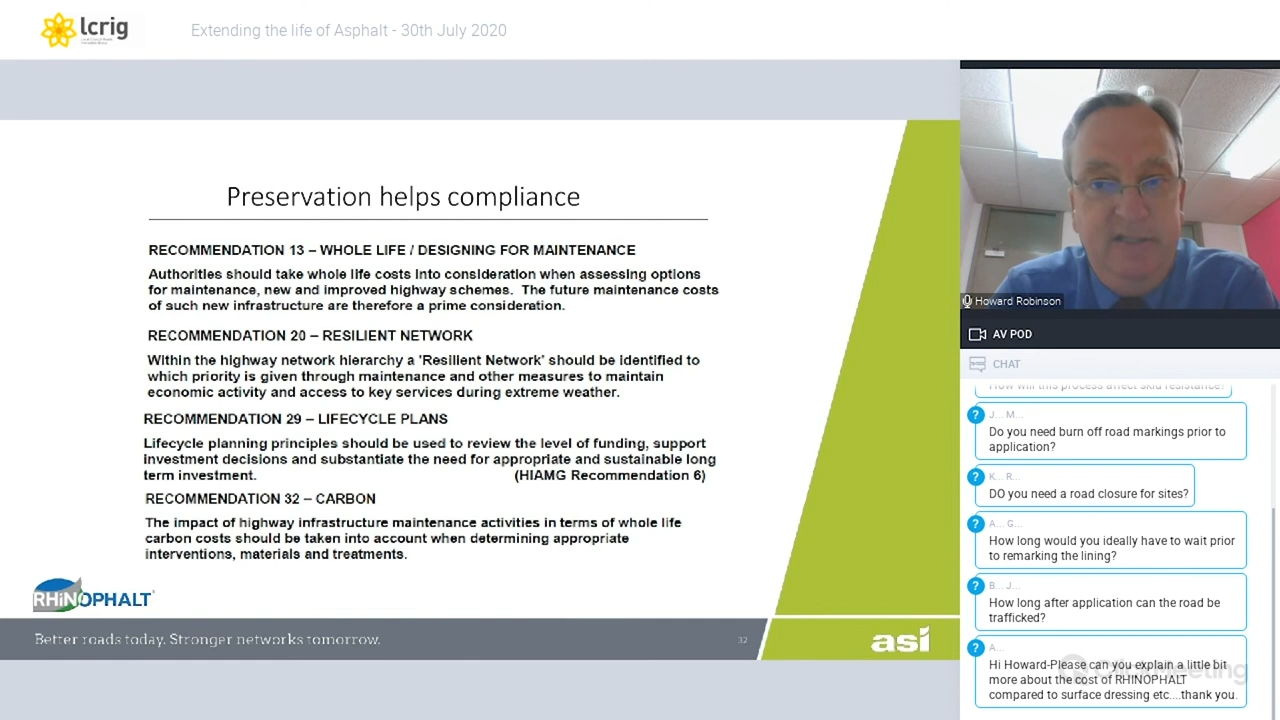 lcrig
Extending the life of Asphalt - 30th July 2020
Preservation helps compliance
RECOMMENDATION 13 – WHOLE LIFE / DESIGNING FOR MAINTENANCE
Authorities should take whole life costs into consideration when assessing options
for maintenance, new and improved highway schemes. The future maintenance costs
of such new infrastructure are therefore a prime consideration.
RECOMMENDATION 20 – RESILIENT NETWORK
Within the highway network hierarchy a 'Resilient Network' should be identified to
which priority is given through maintenance and other measures to maintain
economic activity and access to key services during extreme weather.
RECOMMENDATION 29 – LIFECYCLE PLANS
Lifecycle planning principles should be used to review the level of funding, support
investment decisions and substantiate the need for appropriate and sustainable long
term investment. (HIAMG Recommendation 6)
RECOMMENDATION 32 – CARBON
The impact of highway infrastructure maintenance activities in terms of whole life
carbon costs should be taken into account when determining appropriate
interventions, materials and treatments.
RHINOPHALT
Better roads today. Stronger networks tomorrow.
32
asi
Howard Robinson
AV POD
CHAT
How will this process affect skid resistance?
J... M...
Do you need burn off road markings prior to
application?
K... R...
DO you need a road closure for sites?
A... G...
How long would you ideally have to wait prior
to remarking the lining?
B... J...
How long after application can the road be
trafficked?
A...
Hi Howard-Please can you explain a little bit
more about the cost of RHINOPHALT
compared to surface dressing etc....thank you.